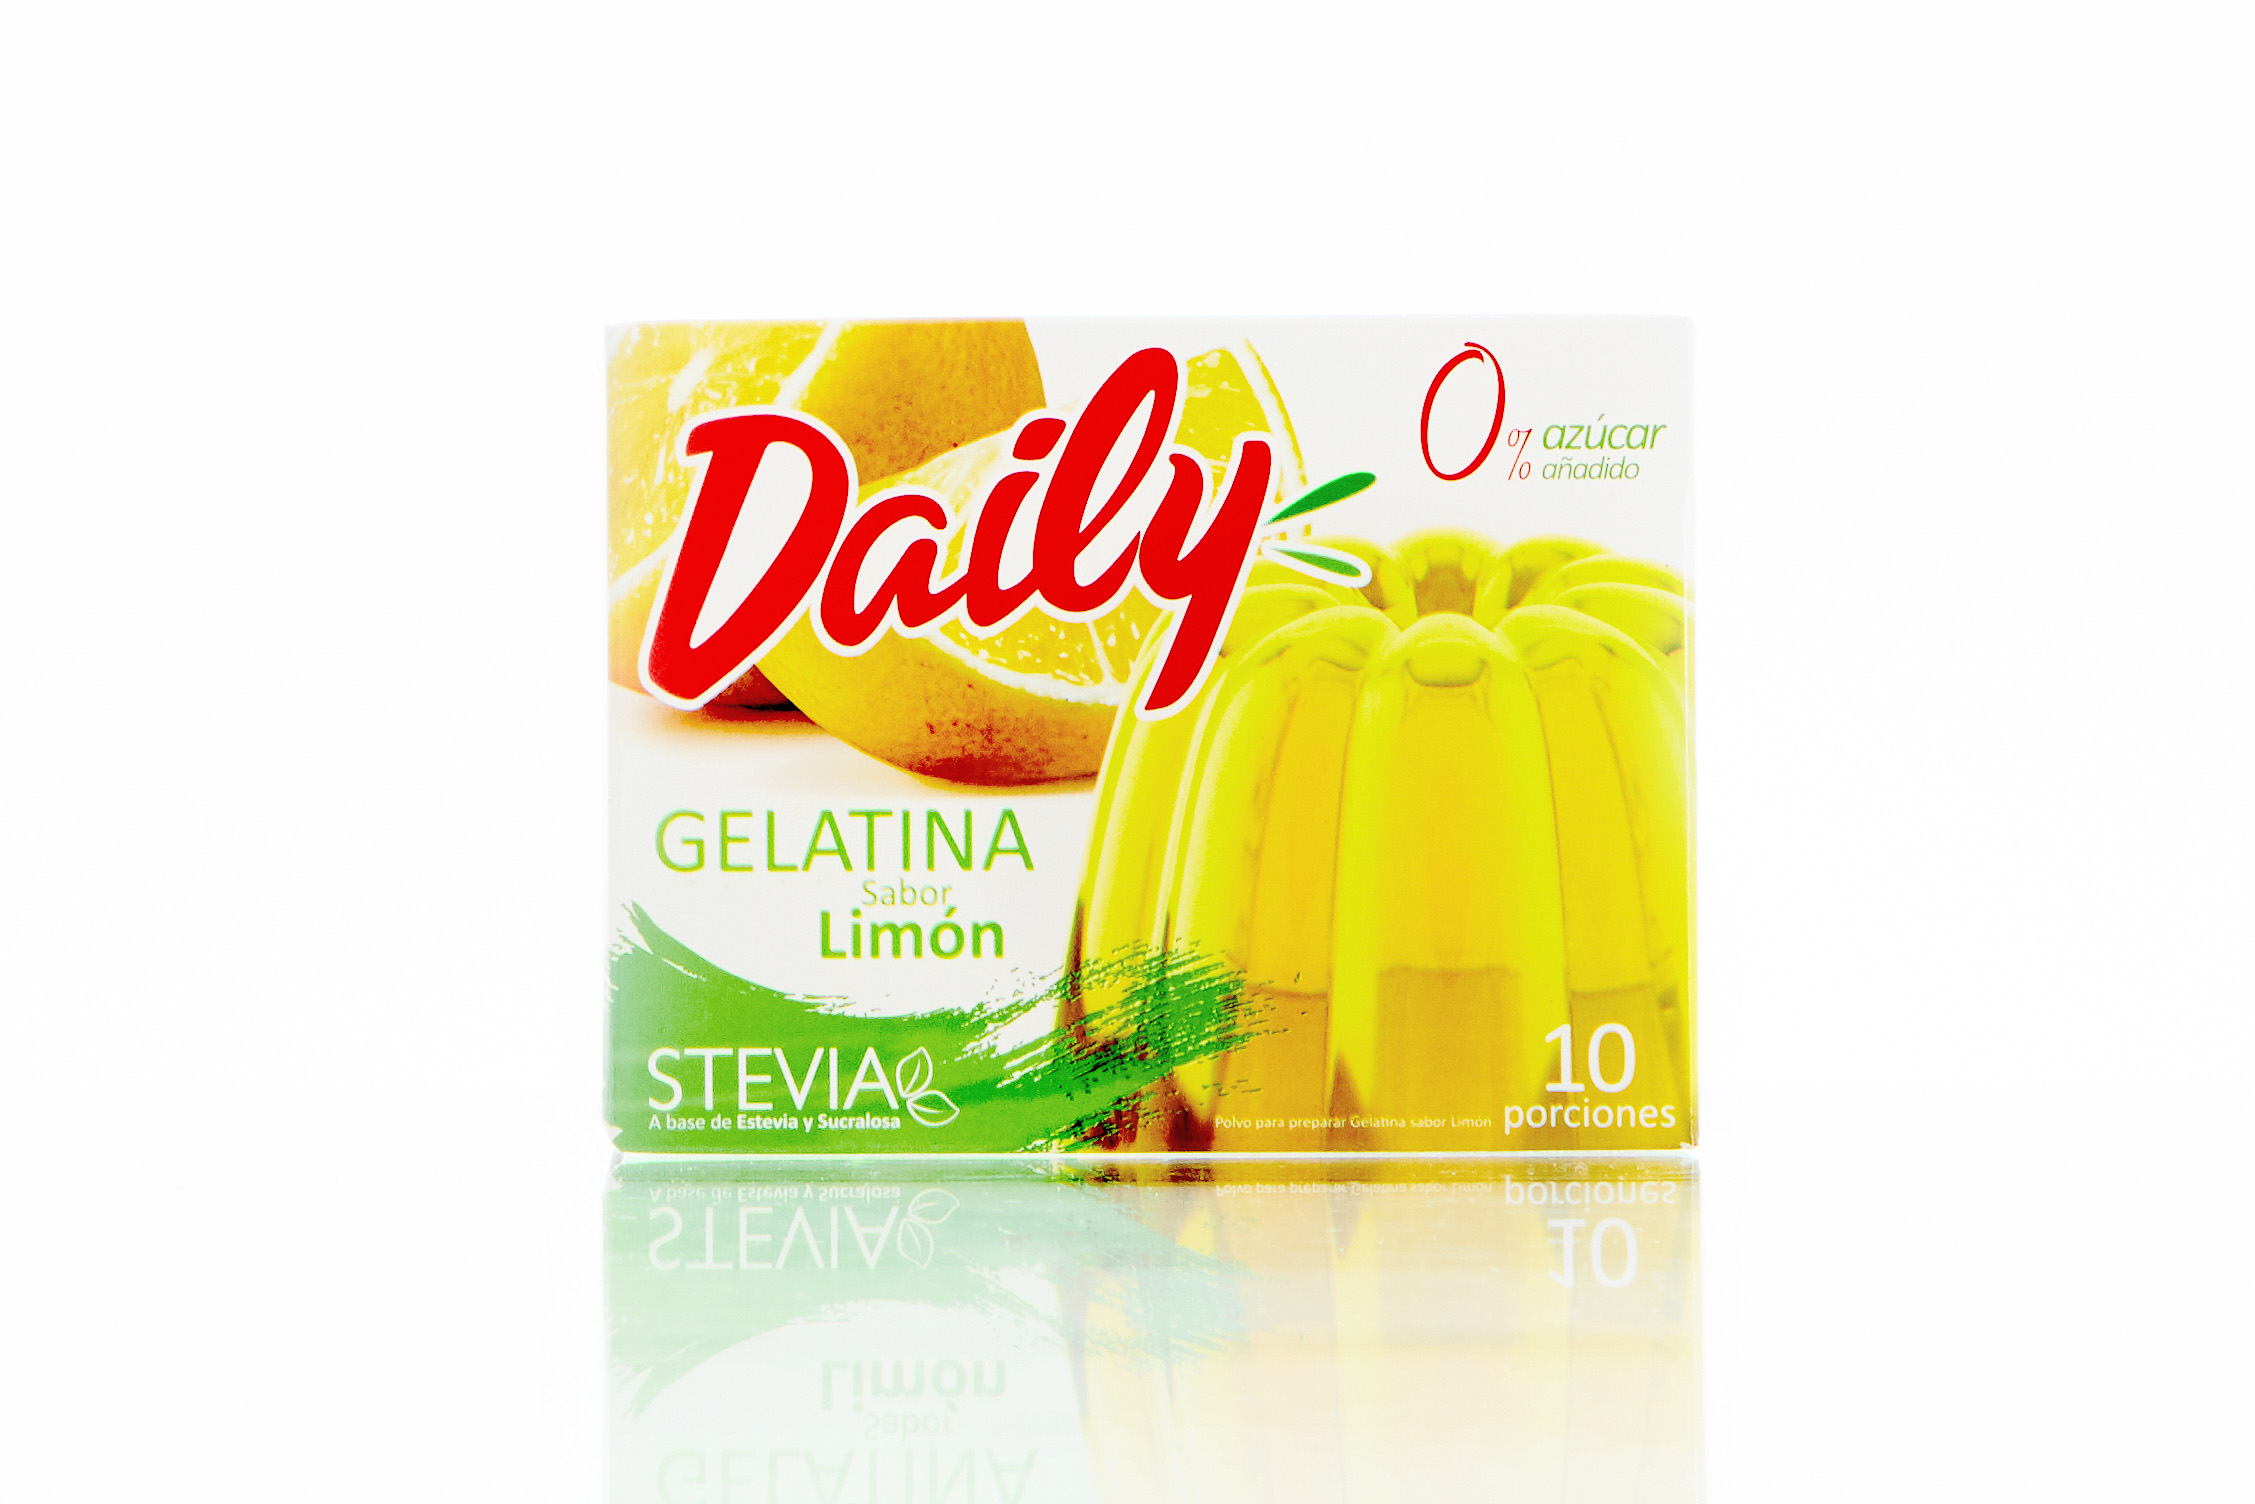 Daily
0% azúcar
añadido
GELATINA
Sabor
Limón
STEVIA
A base de Estevia y Sucralosa
Polvo para preparar Gelatina sabor Limón
10
porciones